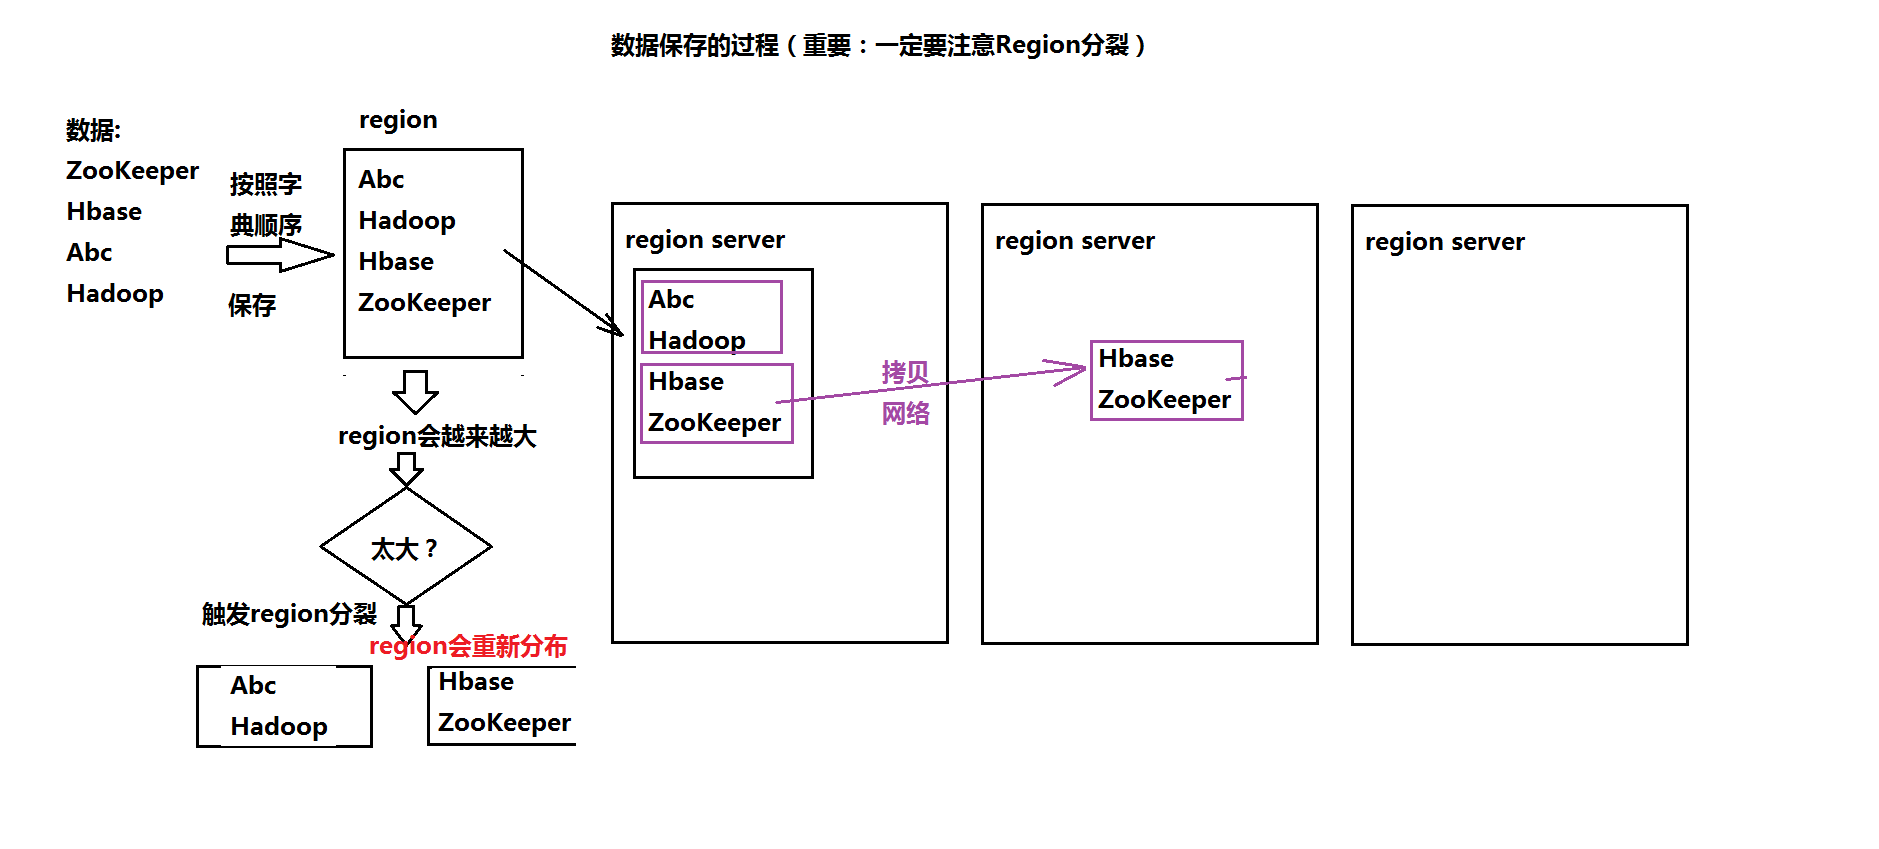 数据保存的过程（重要：一定要注意Region分裂）
数据:
ZooKeeper
Hbase
Abc
Hadoop
按照字
典顺序
保存
region
Abc
Hadoop
Hbase
ZooKeeper
region会越来越大
太大？
触发region分裂
region会重新分布
Abc
Hadoop
Hbase
ZooKeeper
region server
Abc
Hadoop
Hbase
ZooKeeper
拷贝
网络
region server
Hbase
ZooKeeper
region server